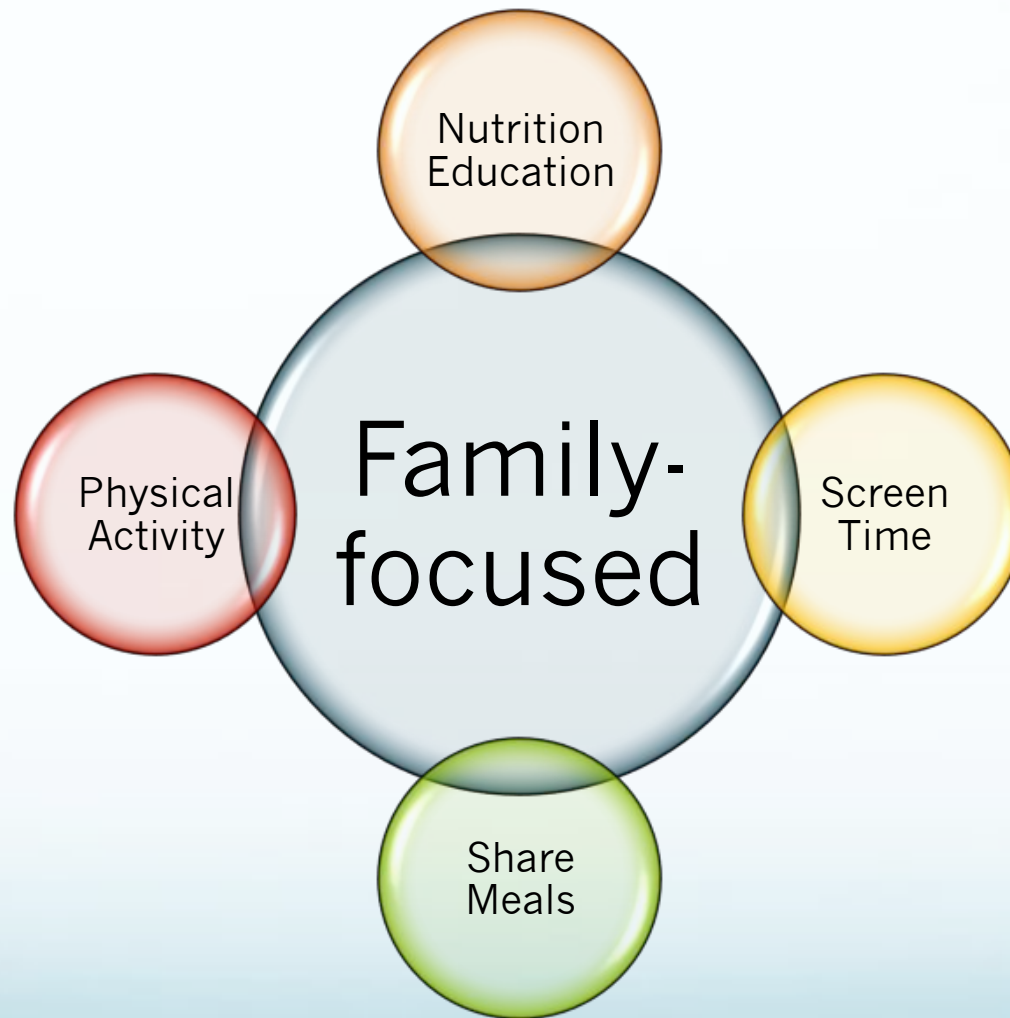 Nutrition
Education
Physical
Activity
Family-
focused
Screen
Time
Share
Meals